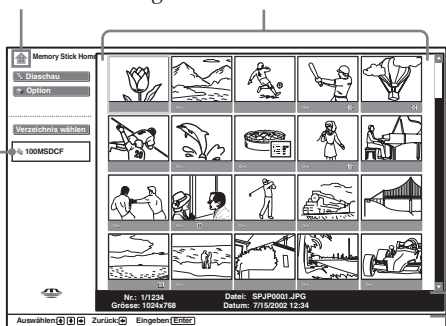 Memory Stick Home
Diaschau
Option
Verzeichnis wählen
100MSDCF
Nr.: 1/1234
Datei: SPJP0001.JPG
Grösse: 1024x768
Datum: 7/15/2002 12:34
Auswählen: Zurück: Eingeben: Enter